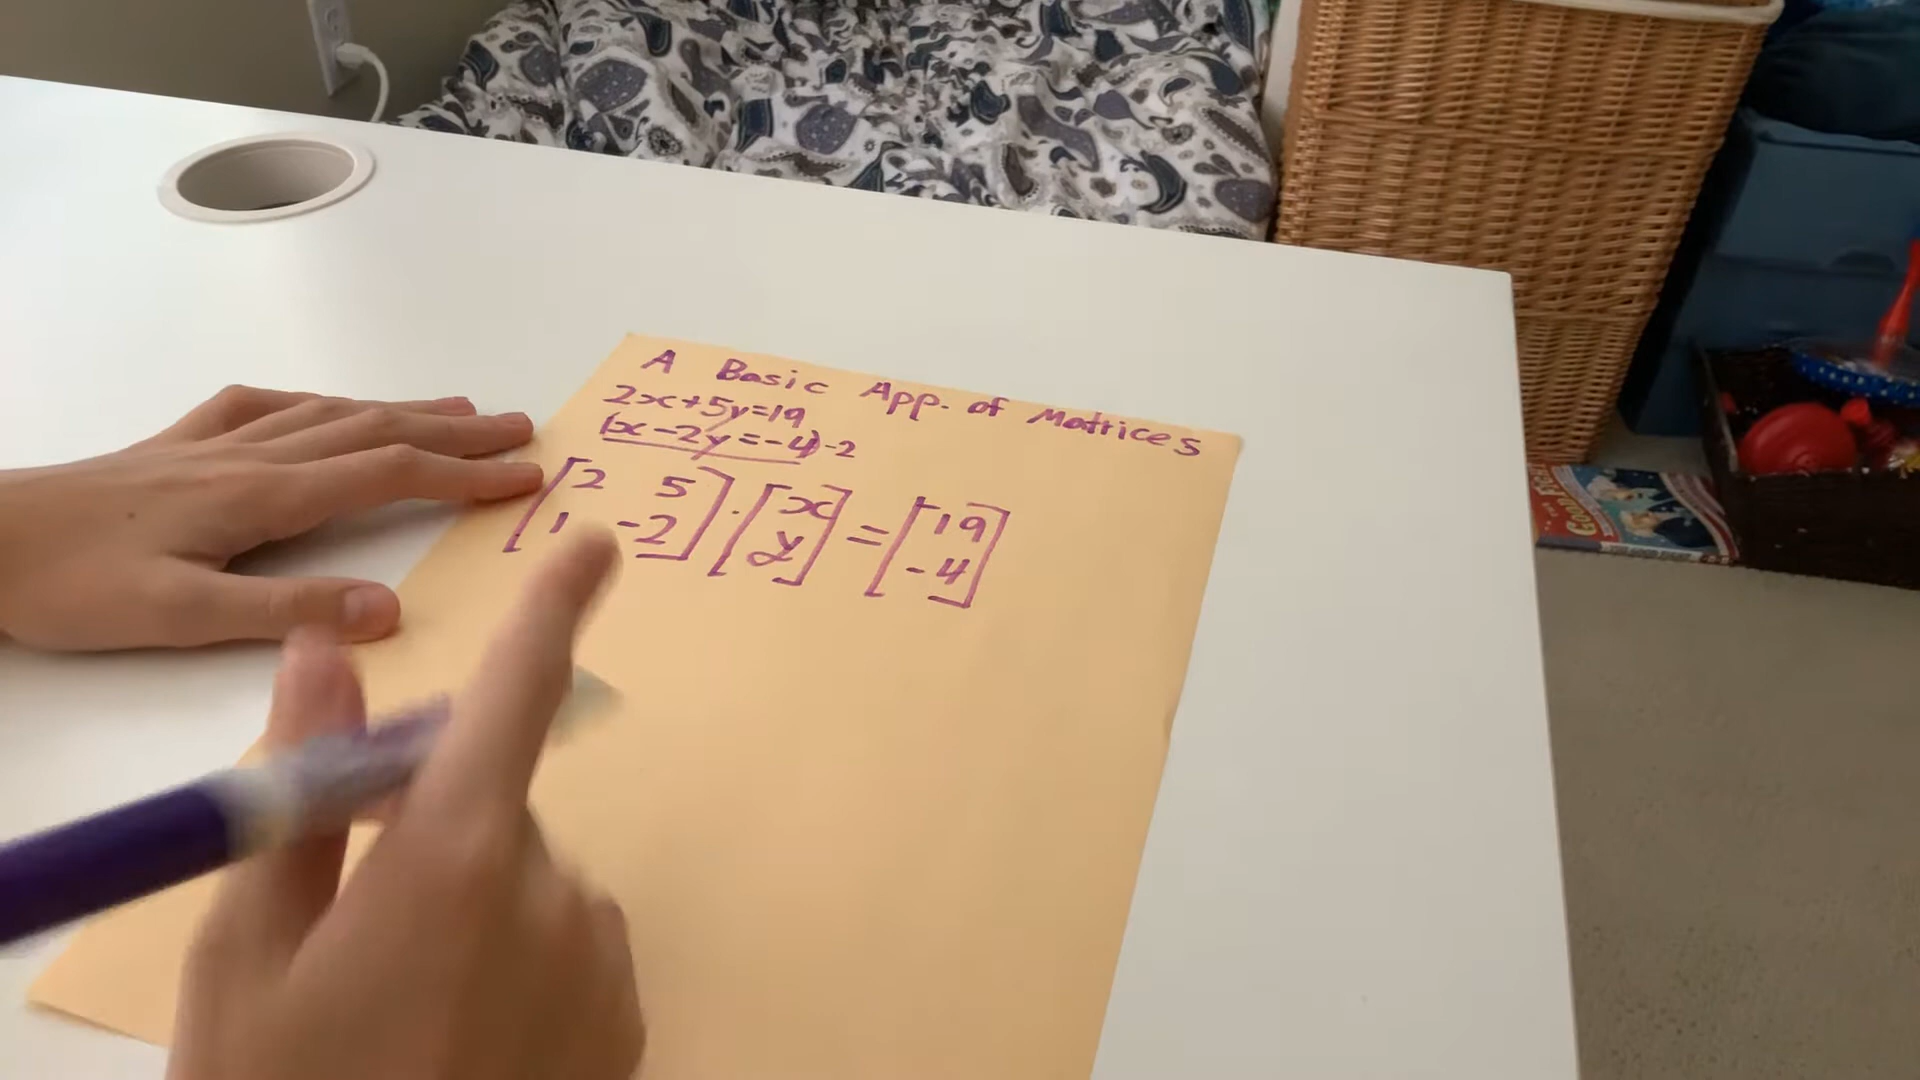 A Basic App. of Matrices
2x+5y=19
(x-2y=-4)-2
[2 5] · [x] = [19]
[1 -2] [y] [-4]